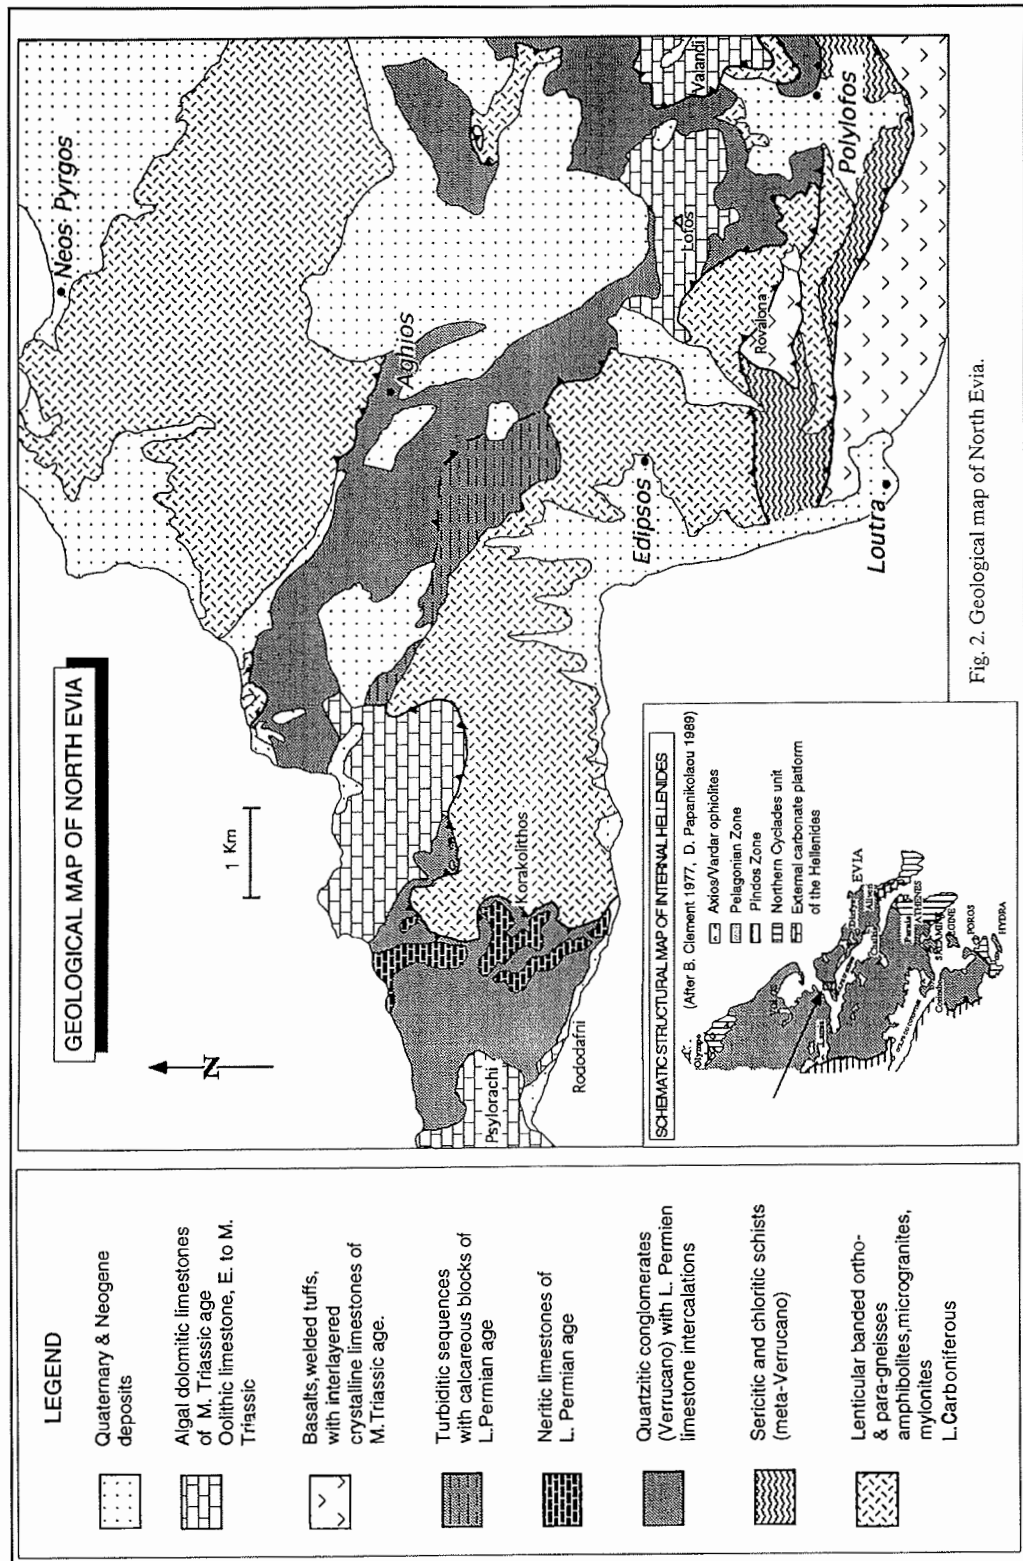 GEOLOGICAL MAP OF NORTH EVIA
N
1 Km
Neos Pyrgos
Aghios
Edipsos
Loutra
Polylofos
Valandi
Lofos
Rovalona
Korakolithos
Rododafni
Psylorachi
SCHEMATIC STRUCTURAL MAP OF INTERNAL HELLENIDES
(After B. Clement 1977, D. Papanikolaou 1989)
Axios/Vardar ophiolites
Pelagonian Zone
Pindos Zone
Northern Cyclades unit
External carbonate platform
of the Hellenides
Olympo
VOLOS
Lamia
EVIA
ATHENES
POROS
HYDRA
LEGEND
Quaternary & Neogene
deposits
Algal dolomitic limestones
of M. Triassic age
Oolithic limestone, E. to M.
Triassic
Basalts, welded tuffs,
with interlayered
crystalline limestones of
M.Triassic age.
Turbiditic sequences
with calcareous blocks of
L.Permian age
Neritic limestones of
L. Permian age
Quartzitic conglomerates
(Verrucano) with L. Permien
limestone intercalations
Sericitic and chloritic schists
(meta-Verrucano)
Lenticular banded ortho-
& para-gneisses
amphibolites,microgranites,
mylonites
L.Carboniferous
Fig. 2. Geological map of North Evia.